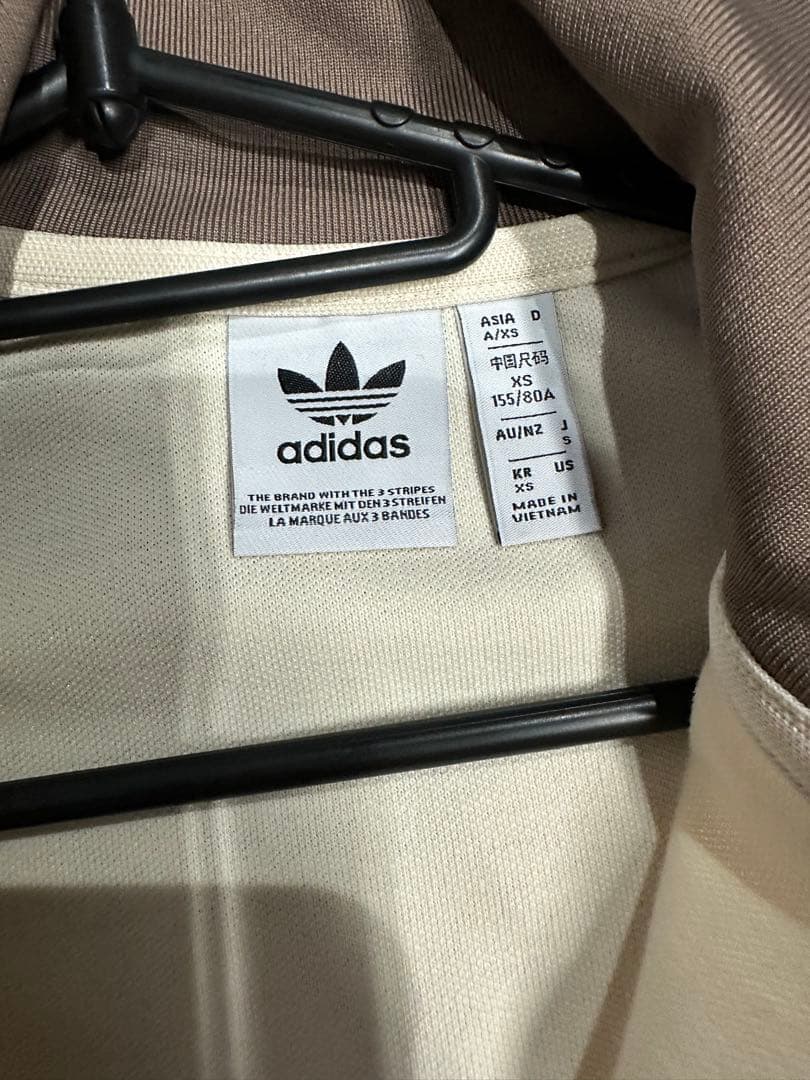 adidas
THE BRAND WITH THE 3 STRIPES
DIE WELTMARKE MIT DEN 3 STREIFEN
LA MARQUE AUX 3 BANDES
ASIA D
A/XS
中国尺码
XS
155/80A
AU/NZ J
S
KR US
XS
MADE IN
VIETNAM